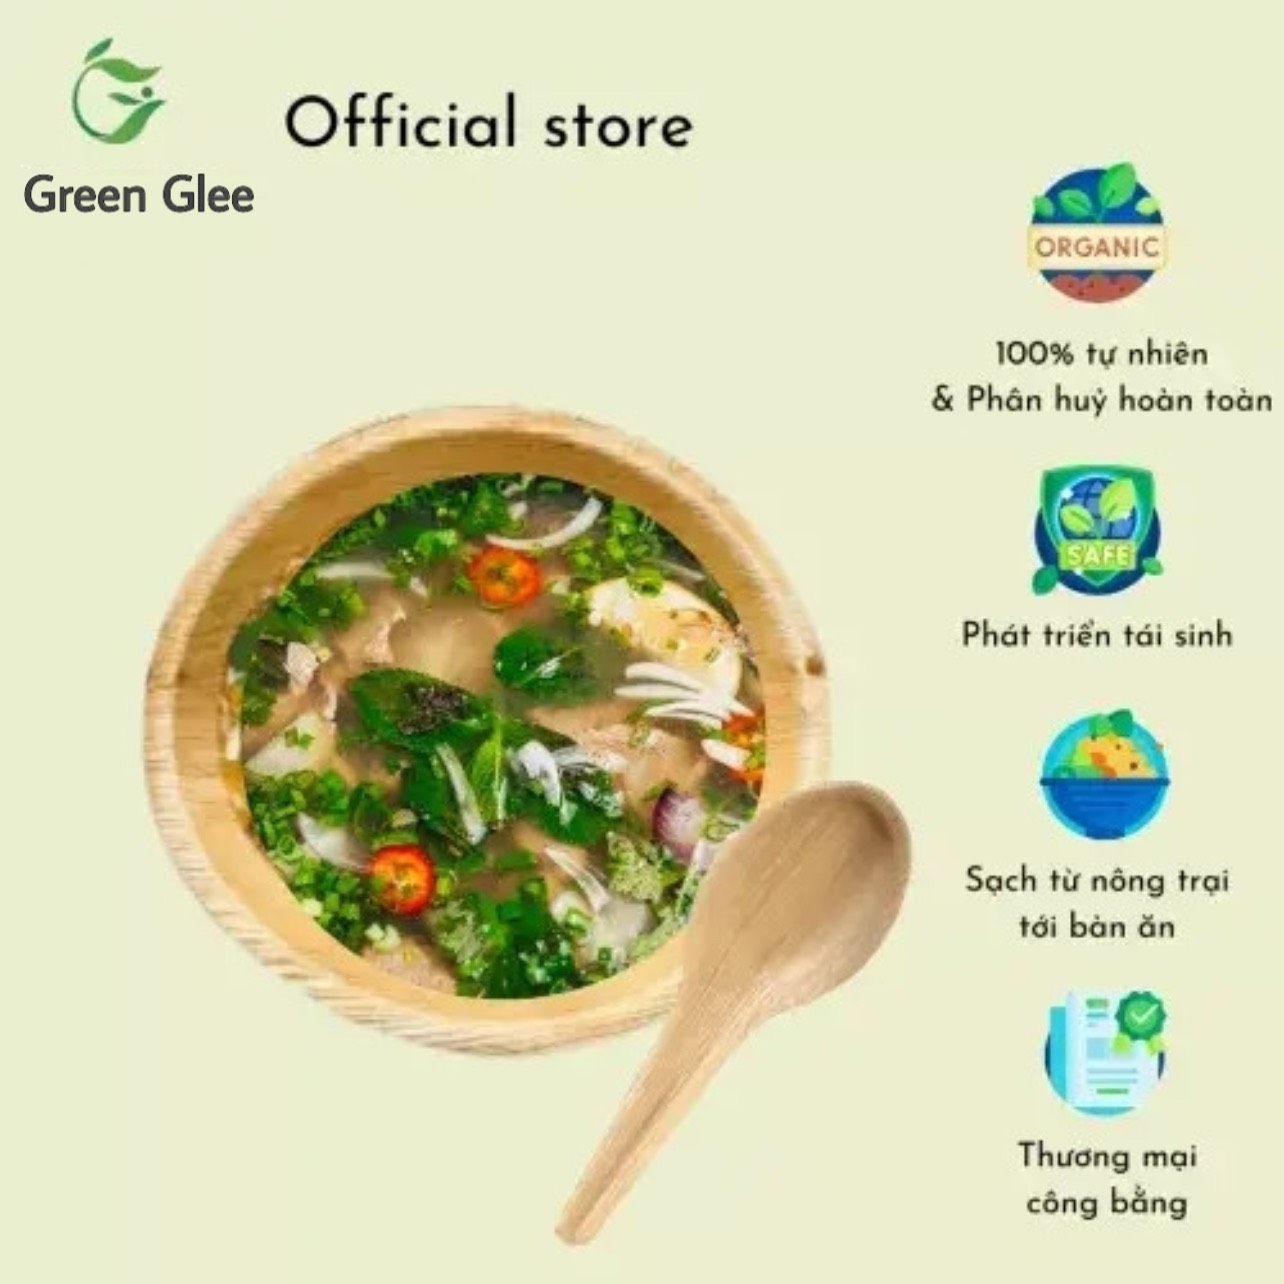 Green Glee
Official store
ORGANIC
100% tự nhiên
& Phân huỷ hoàn toàn
SAFE
Phát triển tái sinh
Sạch từ nông trại
tới bàn ăn
Thương mại
công bằng